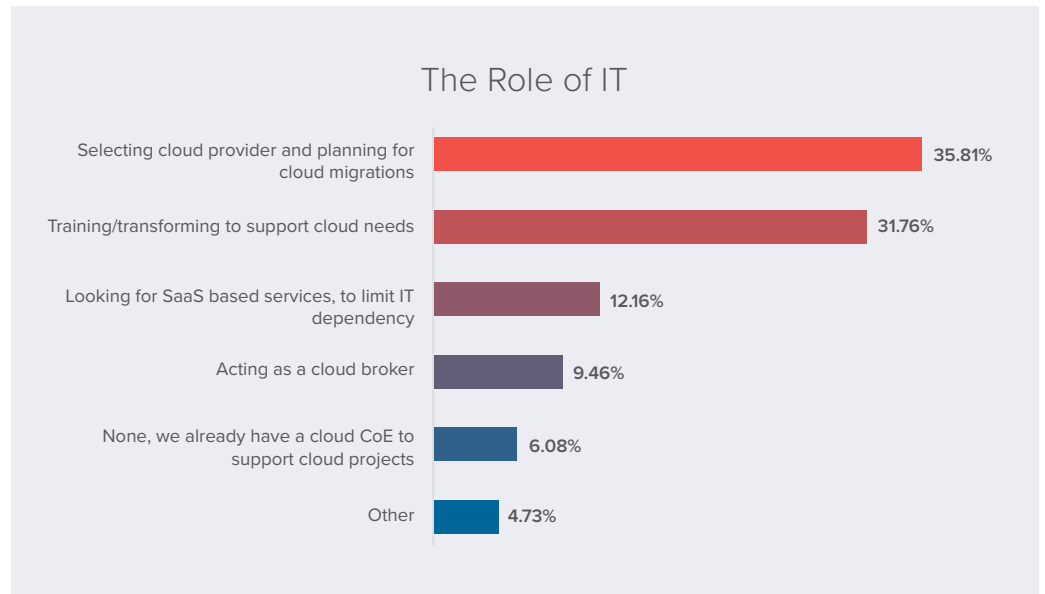 The Role of IT
Selecting cloud provider and planning for
cloud migrations
35.81%
Training/transforming to support cloud needs
31.76%
Looking for SaaS based services, to limit IT
dependency
12.16%
Acting as a cloud broker
9.46%
None, we already have a cloud CoE to
support cloud projects
6.08%
Other
4.73%